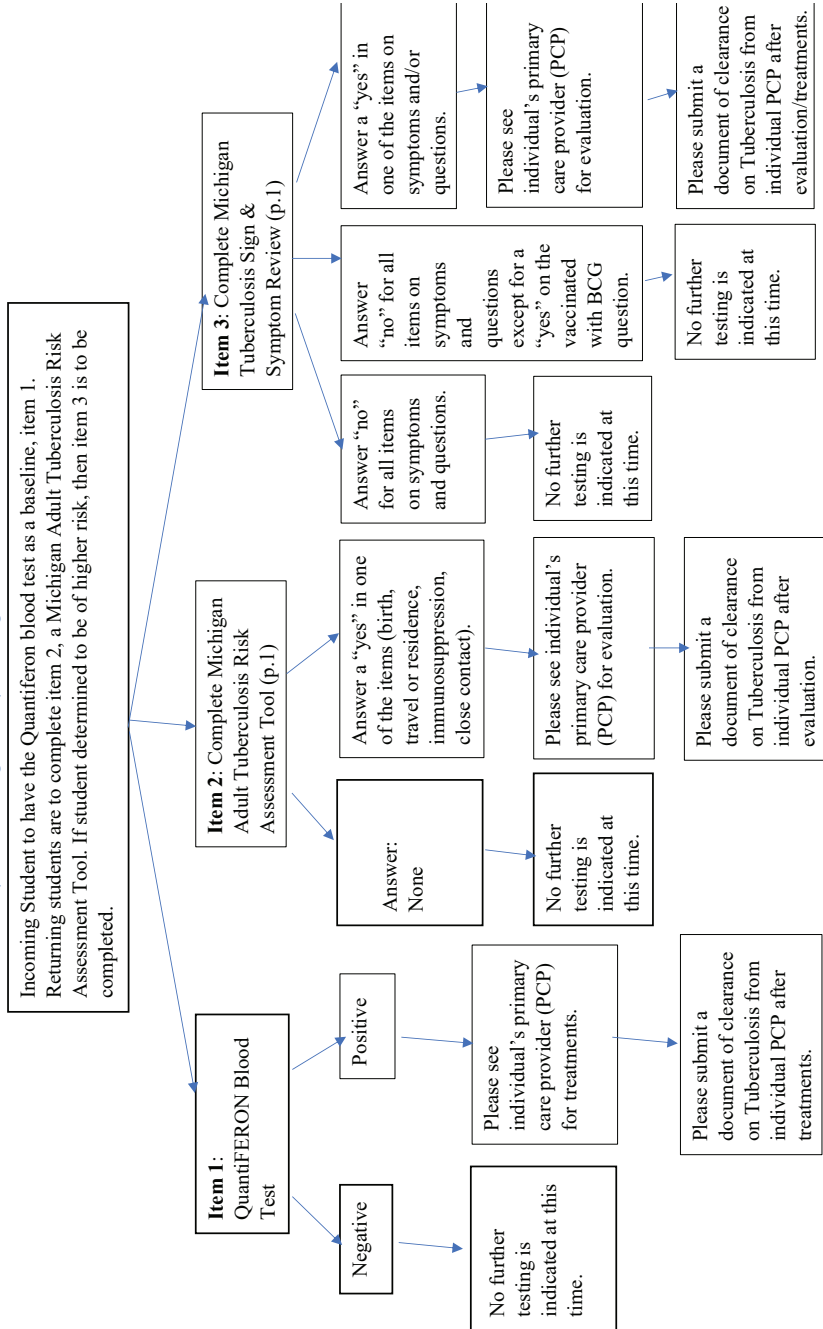 Incoming Student to have the Quantiferon blood test as a baseline, item 1.
Returning students are to complete item 2, a Michigan Adult Tuberculosis Risk
Assessment Tool. If student determined to be of higher risk, then item 3 is to be
completed.
Item 1:
QuantiFERON Blood
Test
Negative
No further
testing is
indicated at this
time.
Positive
Please see
individual’s primary
care provider (PCP)
for treatments.
Please submit a
document of clearance
on Tuberculosis from
individual PCP after
treatments.
Item 2: Complete Michigan
Adult Tuberculosis Risk
Assessment Tool (p.1)
Answer:
None
No further
testing is
indicated at
this time.
Answer a “yes” in one
of the items (birth,
travel or residence,
immunosuppression,
close contact).
Please see individual’s
primary care provider
(PCP) for evaluation.
Please submit a
document of clearance
on Tuberculosis from
individual PCP after
evaluation.
Item 3: Complete Michigan
Tuberculosis Sign &
Symptom Review (p.1)
Answer “no”
for all items
on symptoms
and questions.
No further
testing is
indicated at
this time.
Answer
“no” for all
items on
symptoms
and
questions
except for a
“yes” on the
vaccinated
with BCG
question.
No further
testing is
indicated at
this time.
Answer a “yes” in
one of the items on
symptoms and/or
questions.
Please see
individual’s primary
care provider (PCP)
for evaluation.
Please submit a
document of clearance
on Tuberculosis from
individual PCP after
evaluation/treatments.